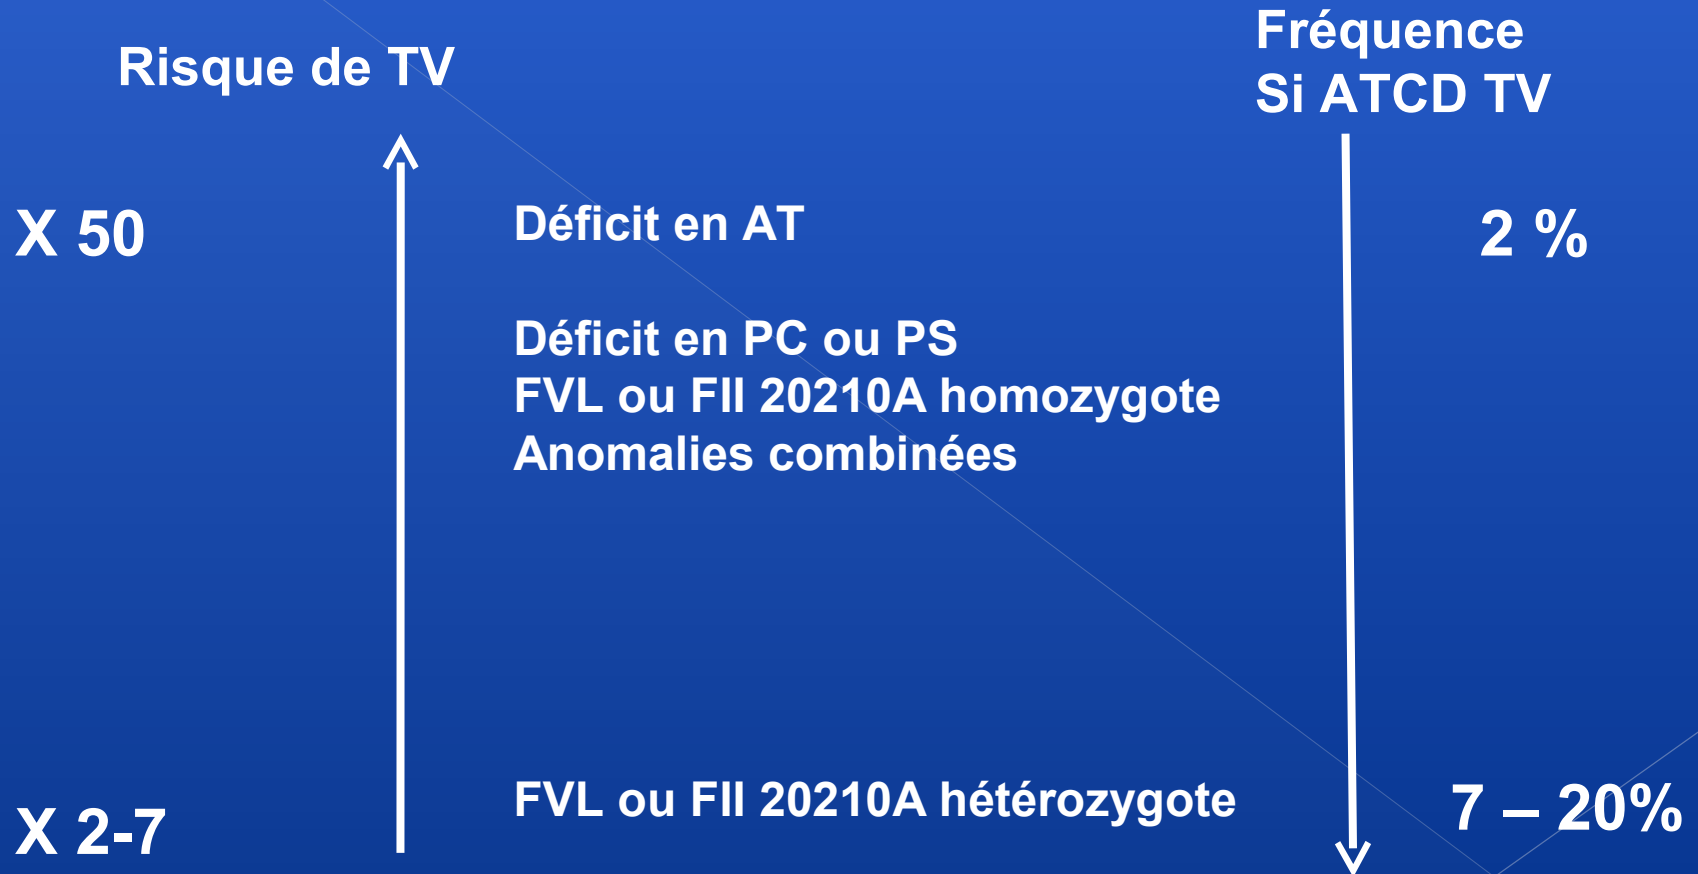 Risque de TV
Fréquence
Si ATCD TV
X 50
Déficit en AT
2 %
Déficit en PC ou PS
FVL ou FII 20210A homozygote
Anomalies combinées
X 2-7
FVL ou FII 20210A hétérozygote
7 – 20%